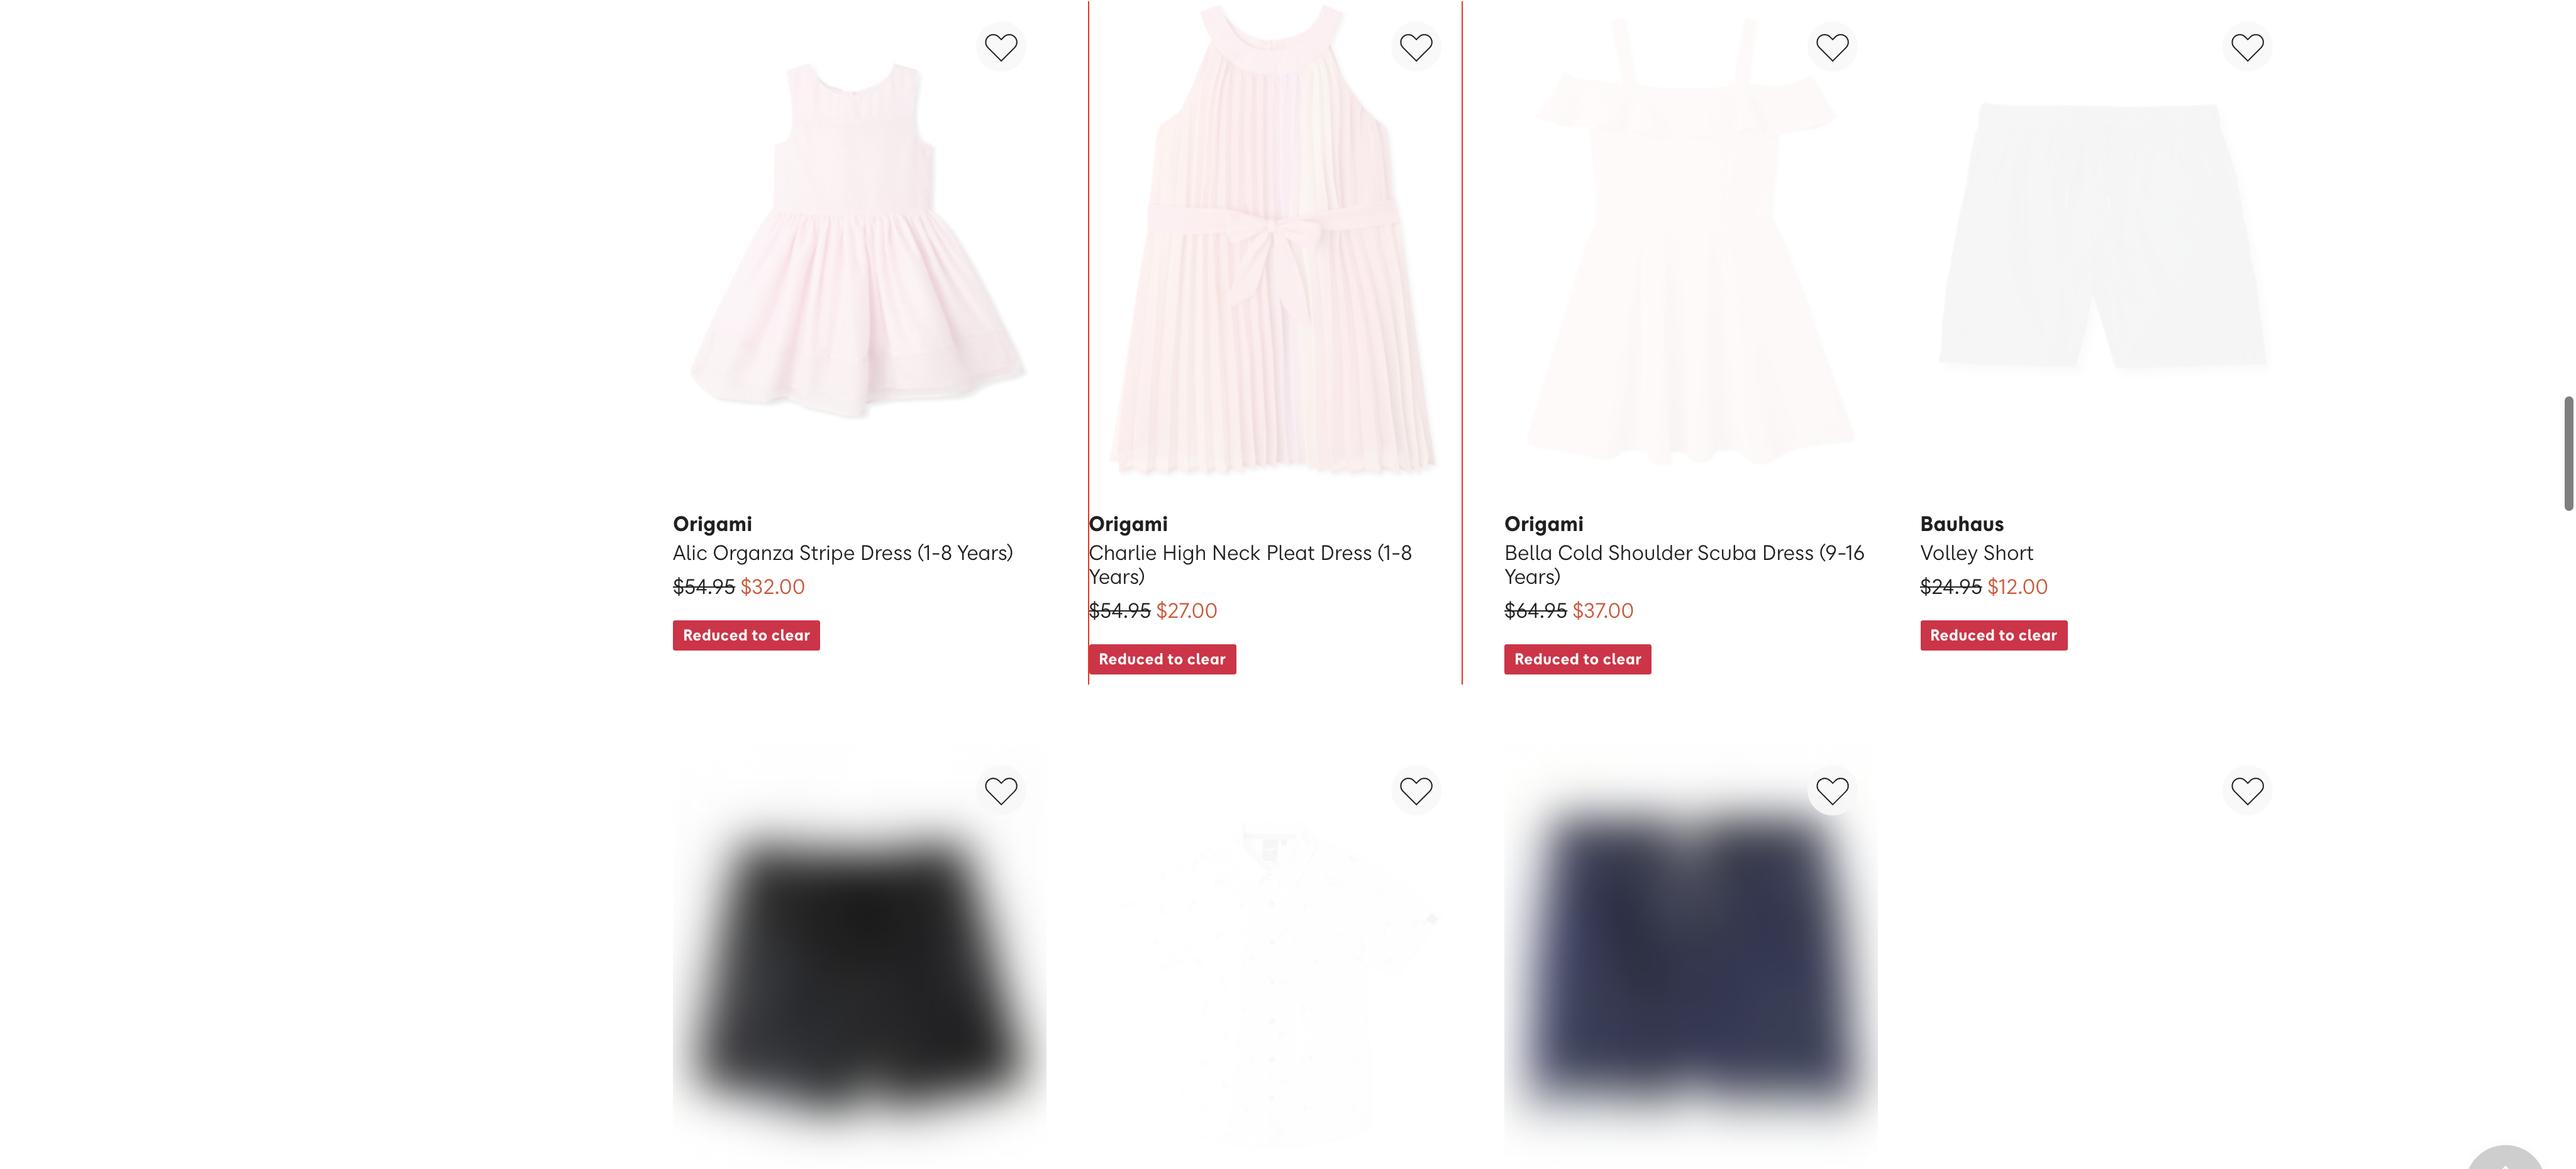 Origami
Alic Organza Stripe Dress (1-8 Years)
$54.95 $32.00
Reduced to clear
Origami
Charlie High Neck Pleat Dress (1-8
Years)
$54.95 $27.00
Reduced to clear
Origami
Bella Cold Shoulder Scuba Dress (9-16
Years)
$64.95 $37.00
Reduced to clear
Bauhaus
Volley Short
$24.95 $12.00
Reduced to clear